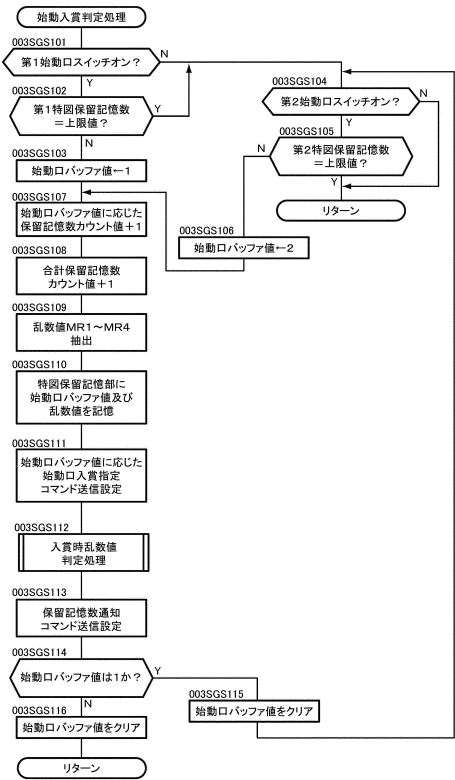 始動入賞判定処理
003SGS101
第1始動口スイッチオン？
N
Y
003SGS102
第1特図保留記憶数
＝上限値？
Y
N
003SGS103
始動口バッファ値←1
003SGS104
第2始動口スイッチオン？
N
Y
003SGS105
第2特図保留記憶数
＝上限値？
N
Y
リターン
003SGS106
始動口バッファ値←2
003SGS107
始動口バッファ値に応じた
保留記憶数カウント値＋1
003SGS108
合計保留記憶数
カウント値＋1
003SGS109
乱数値MR1～MR4
抽出
003SGS110
特図保留記憶部に
始動口バッファ値及び
乱数値を記憶
003SGS111
始動口バッファ値に応じた
始動口入賞指定
コマンド送信設定
003SGS112
入賞時乱数値
判定処理
003SGS113
保留記憶数通知
コマンド送信設定
003SGS114
始動口バッファ値は1か？
Y
N
003SGS115
始動口バッファ値をクリア
003SGS116
始動口バッファ値をクリア
リターン